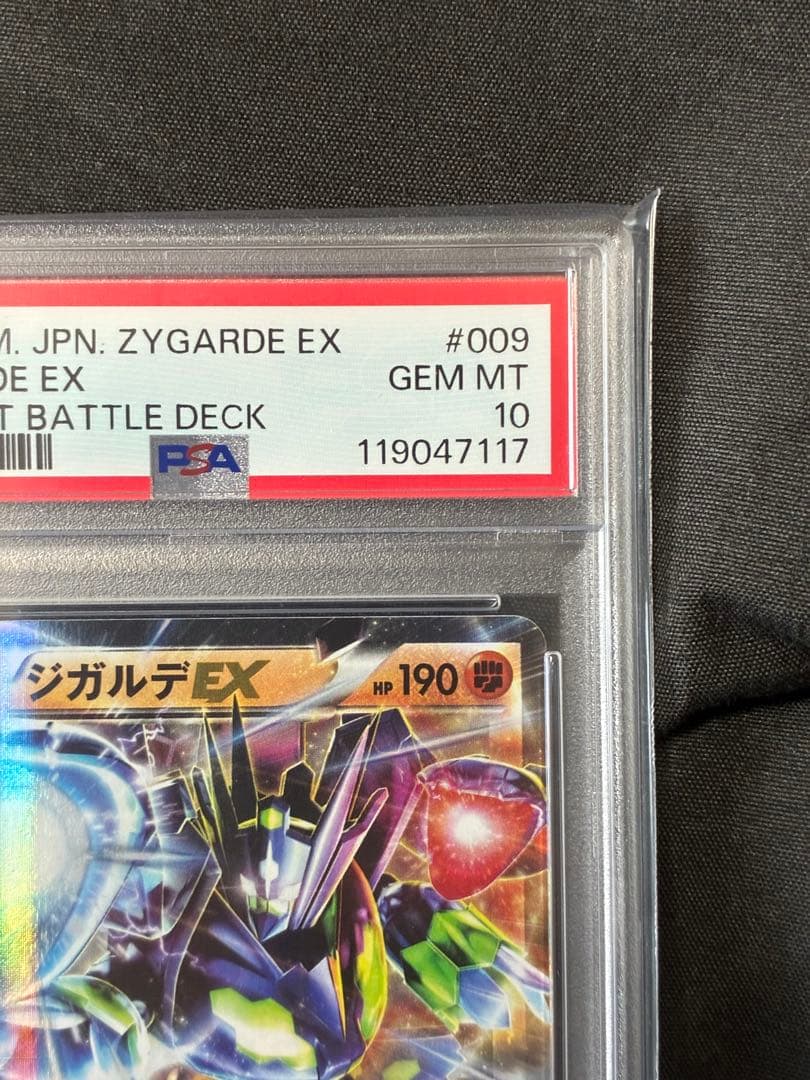 M. JPN. ZYGARDE EX #009
DE EX GEM MT
T BATTLE DECK 10
PSA 119047117
ジガルデEX HP 190